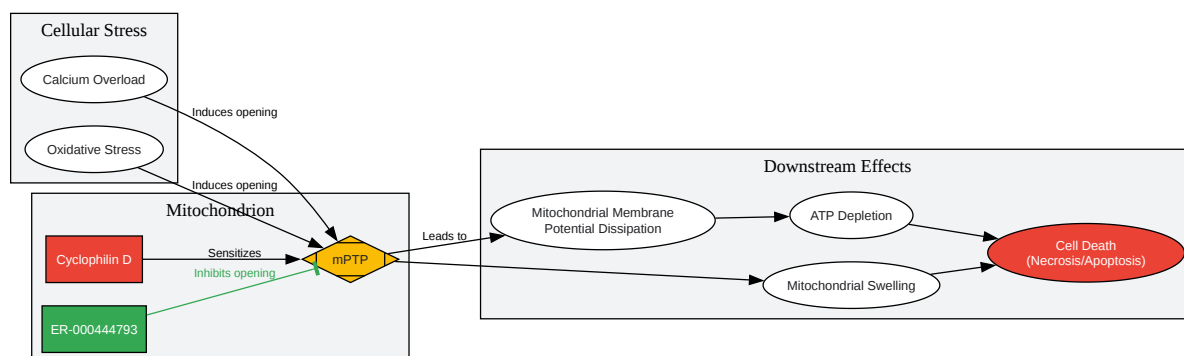 Cellular Stress
Calcium Overload
Induces opening
Oxidative Stress
Induces opening
Mitochondrion
Cyclophilin D
Sensitizes
Inhibits opening
mPTP
ER-000444793
Leads to
Downstream Effects
Mitochondrial Membrane
Potential Dissipation
ATP Depletion
Mitochondrial Swelling
Cell Death
(Necrosis/Apoptosis)